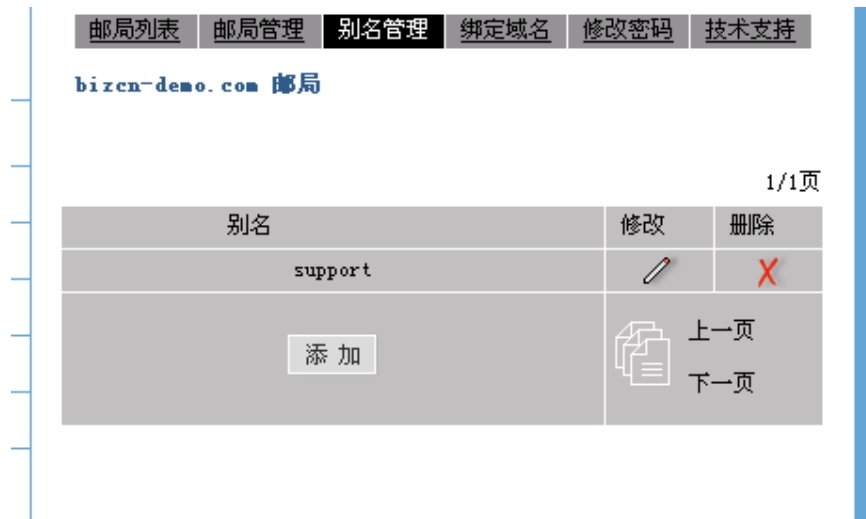 邮局列表 邮局管理 别名管理 绑定域名 修改密码 技术支持
bizcn-demo.com 邮局
1/1页
别名 修改 删除
support
添 加
上一页
下一页